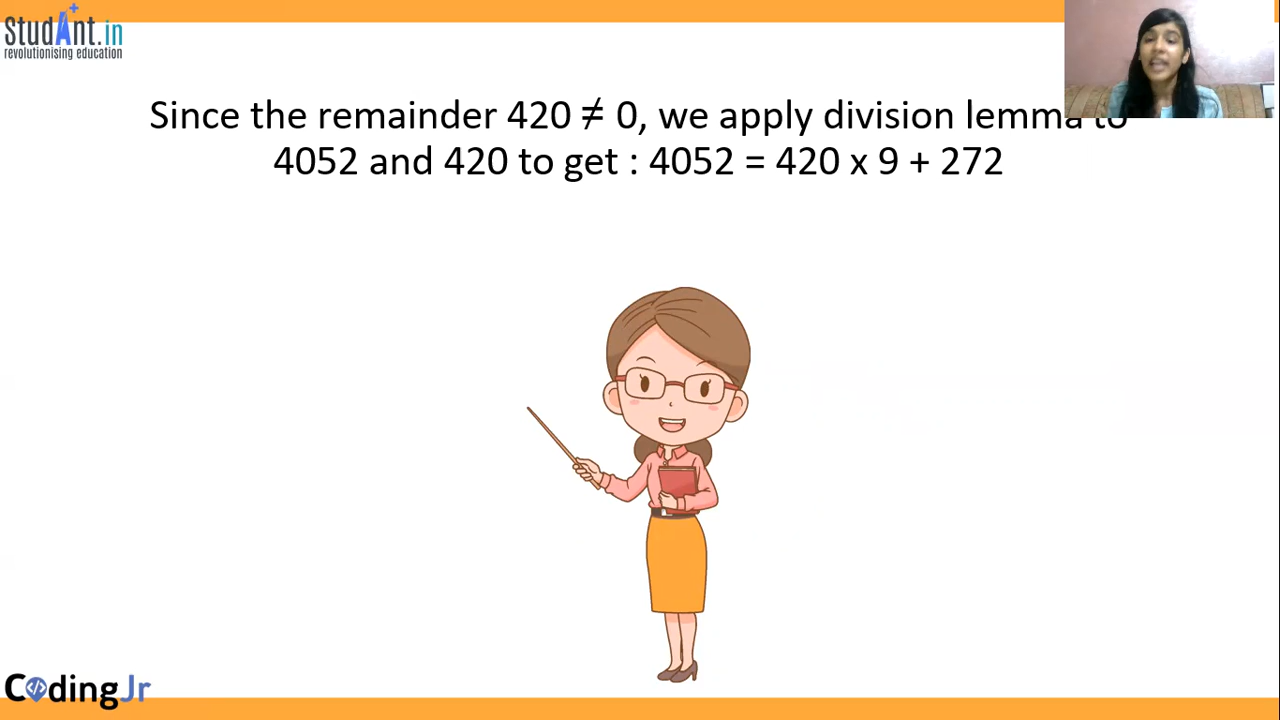 StudAnt.in
revolutionising education
Since the remainder 420 ≠ 0, we apply division lemma to
4052 and 420 to get : 4052 = 420 x 9 + 272
CodingJr